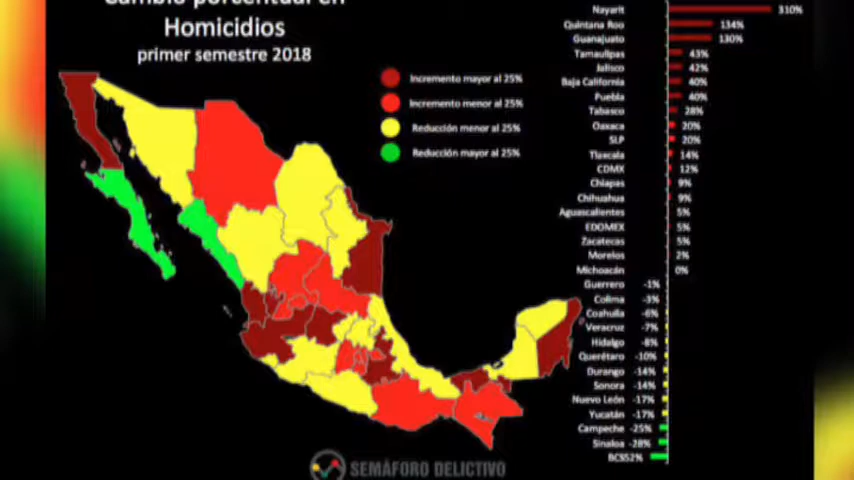 Cambio porcentual en
Homicidios
primer semestre 2018
Incremento mayor al 25%
Incremento menor al 25%
Reducción menor al 25%
Reducción mayor al 25%
Nayarit 310%
Quintana Roo 134%
Guanajuato 130%
Tamaulipas 43%
Jalisco 42%
Baja California 40%
Puebla 40%
Tabasco 28%
Oaxaca 20%
SLP 20%
Tlaxcala 14%
CDMX 12%
Chiapas 9%
Chihuahua 9%
Aguascalientes 5%
EDOMEX 5%
Zacatecas 5%
Morelos 2%
Michoacán 0%
Guerrero -1%
Colima -3%
Coahuila -6%
Veracruz -7%
Hidalgo -8%
Querétaro -10%
Durango -14%
Sonora -14%
Nuevo León -17%
Yucatán -17%
Campeche -25%
Sinaloa -28%
BCS52%
SEMÁFORO DELICTIVO